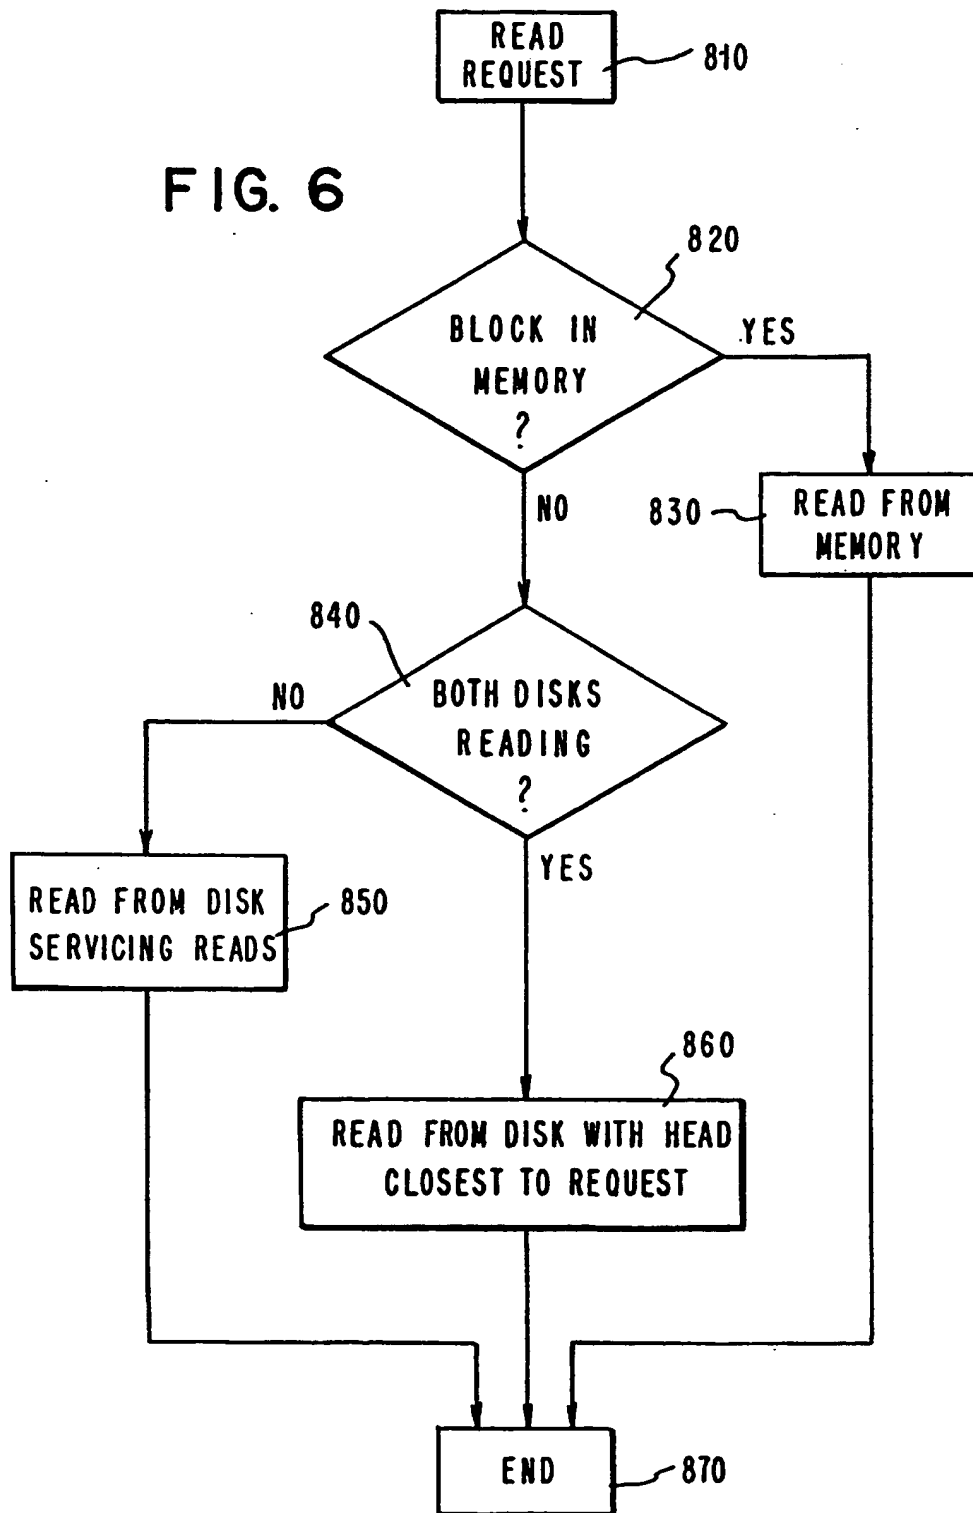 READ
REQUEST
810
FIG. 6
820
BLOCK IN
MEMORY
?
YES
NO
830
READ FROM
MEMORY
840
NO
BOTH DISKS
READING
?
YES
READ FROM DISK
SERVICING READS
850
860
READ FROM DISK WITH HEAD
CLOSEST TO REQUEST
END
870